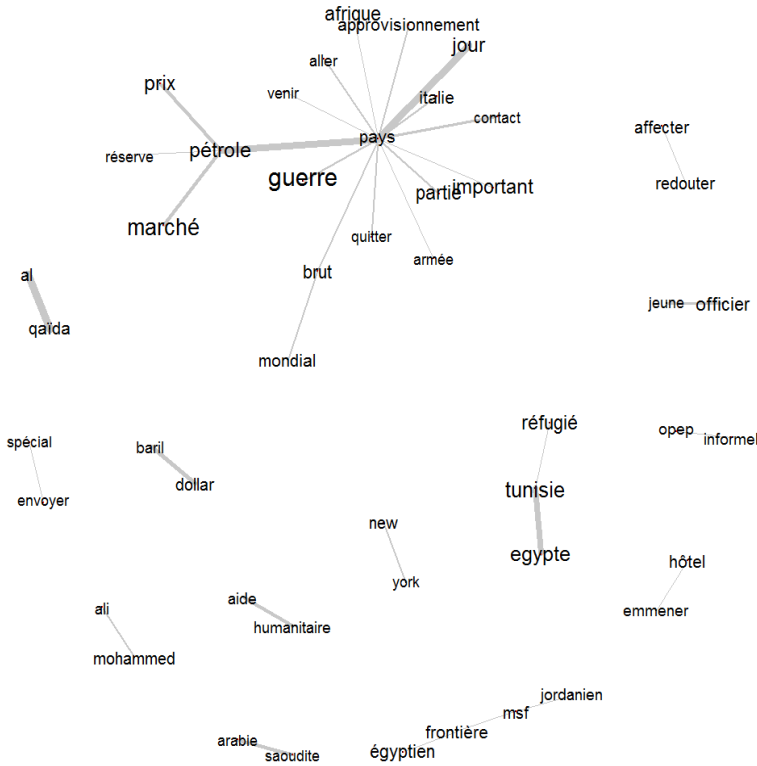 afrique
approvisionnement
jour
aller
prix
venir
italie
contact
affecter
pays
réserve
pétrole
guerre
partie
important
redouter
marché
quitter
armée
brut
al
qaïda
jeune
officier
mondial
réfugié
spécial
baril
opep
informel
dollar
tunisie
envoyer
new
egypte
hôtel
york
aide
ali
emmener
humanitaire
mohammed
jordanien
msf
frontière
arabie
saoudite
égyptien